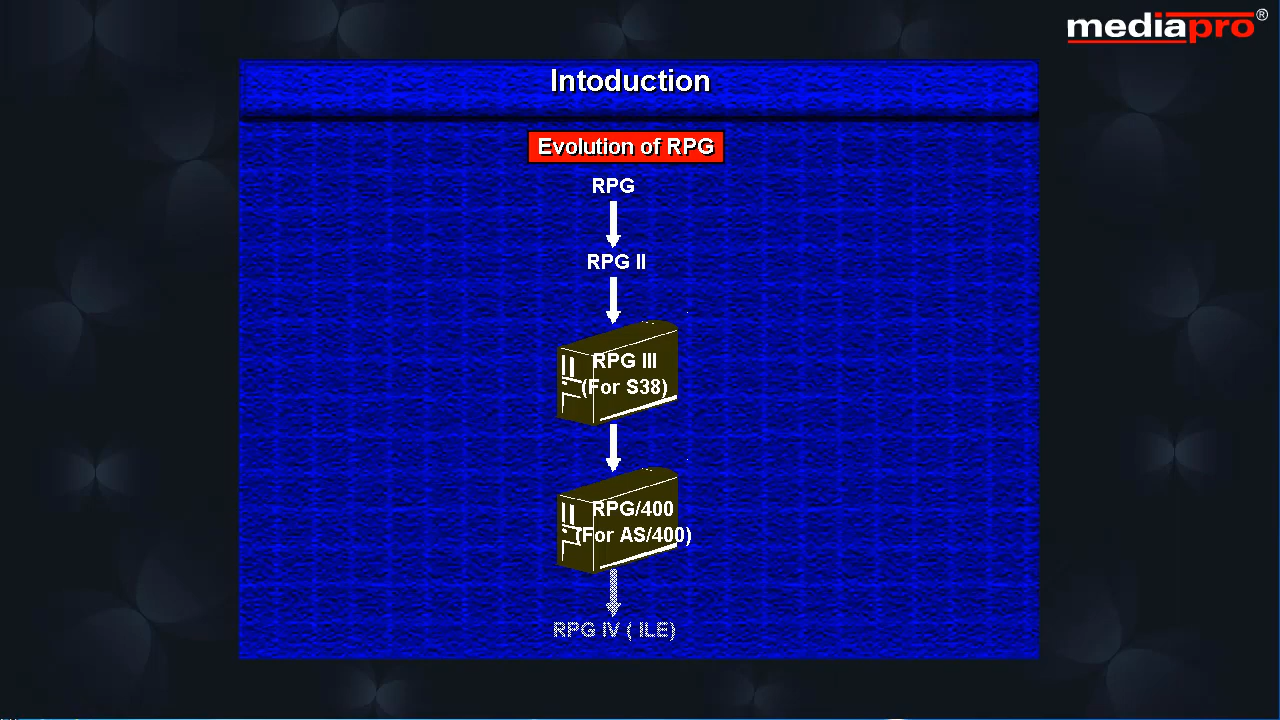 mediapro®
Intoduction
Evolution of RPG
RPG
RPG II
RPG III
(For S38)
RPG/400
(For AS/400)
RPG IV ( ILE)